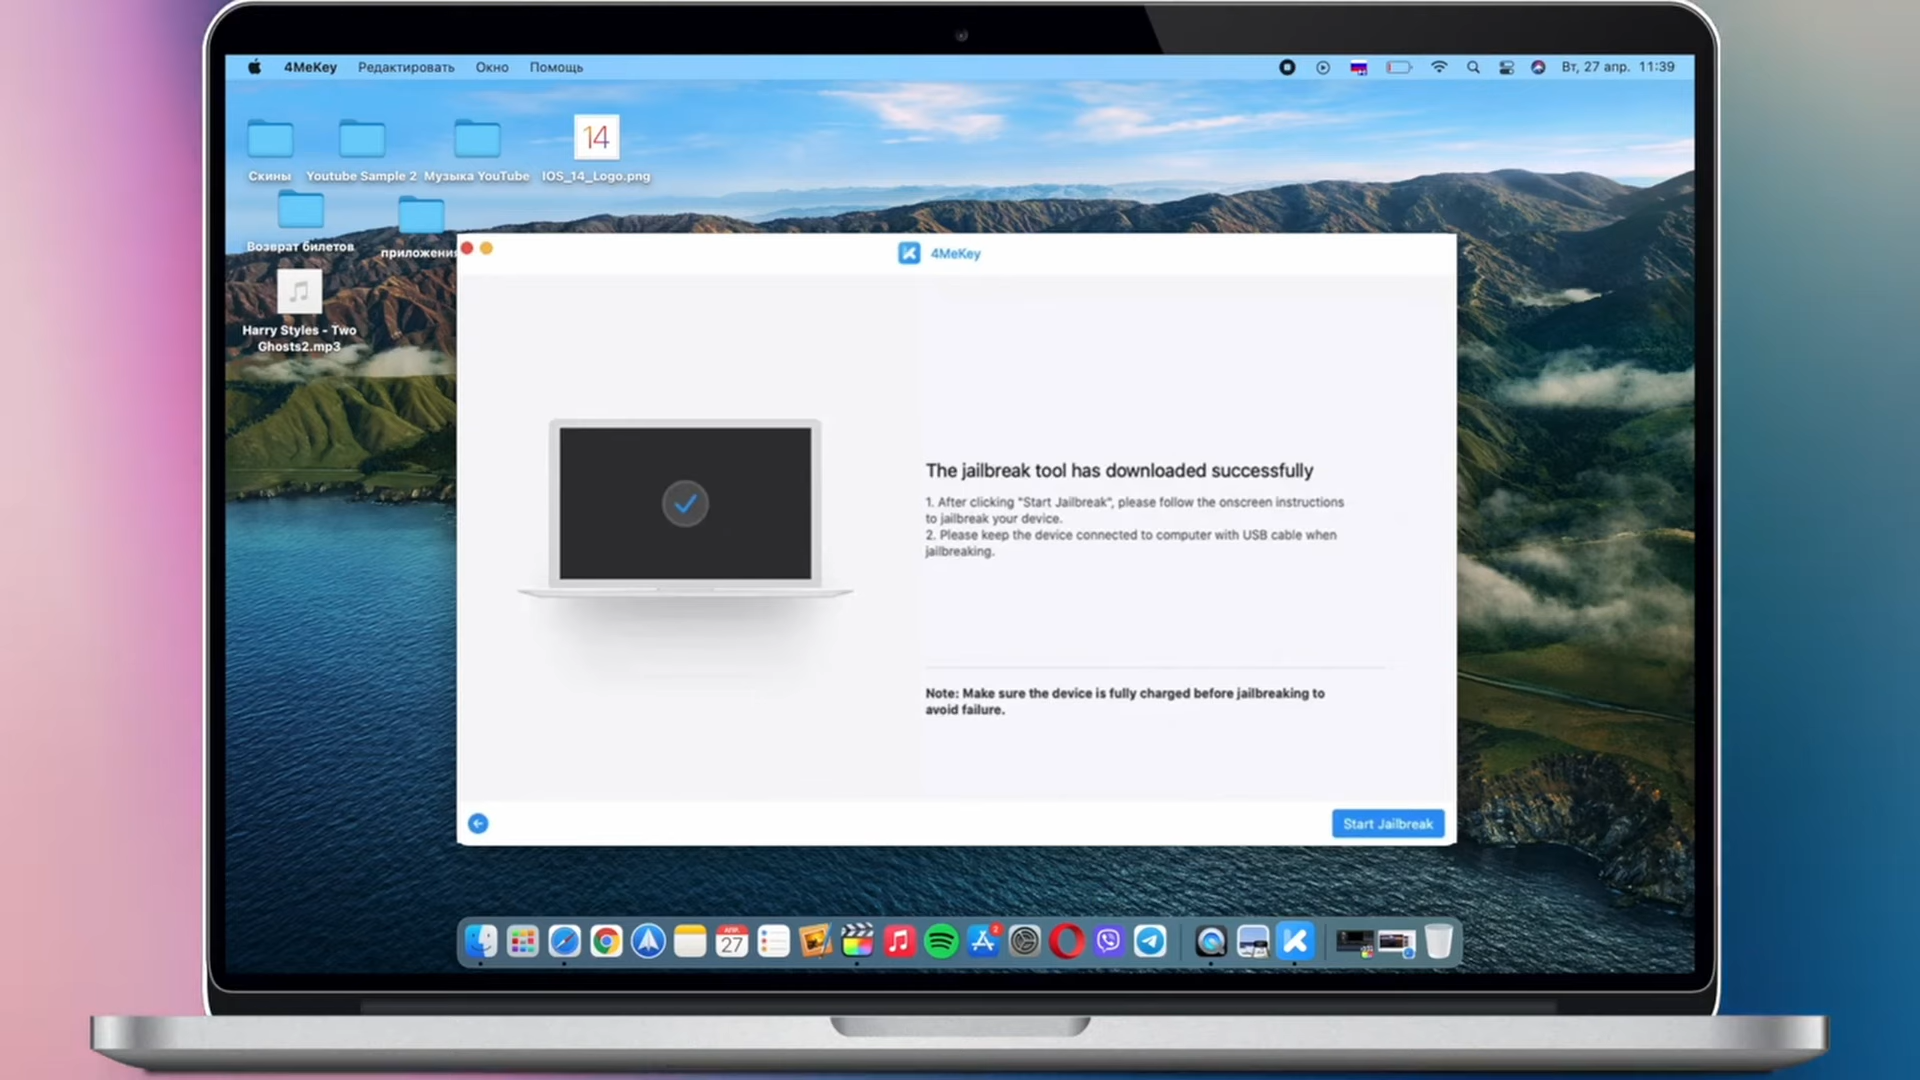 4MeKey Редактировать Окно Помощь Вт, 27 апр. 11:39
14
Скины Youtube Sample 2 Музыка YouTube IOS_14_Logo.png
Возврат билетов
приложения
Harry Styles - Two
Ghosts2.mp3
4MeKey
The jailbreak tool has downloaded successfully
1. After clicking "Start Jailbreak", please follow the onscreen instructions
to jailbreak your device.
2. Please keep the device connected to computer with USB cable when
jailbreaking.
Note: Make sure the device is fully charged before jailbreaking to
avoid failure.
Start Jailbreak
АПР.
27
2